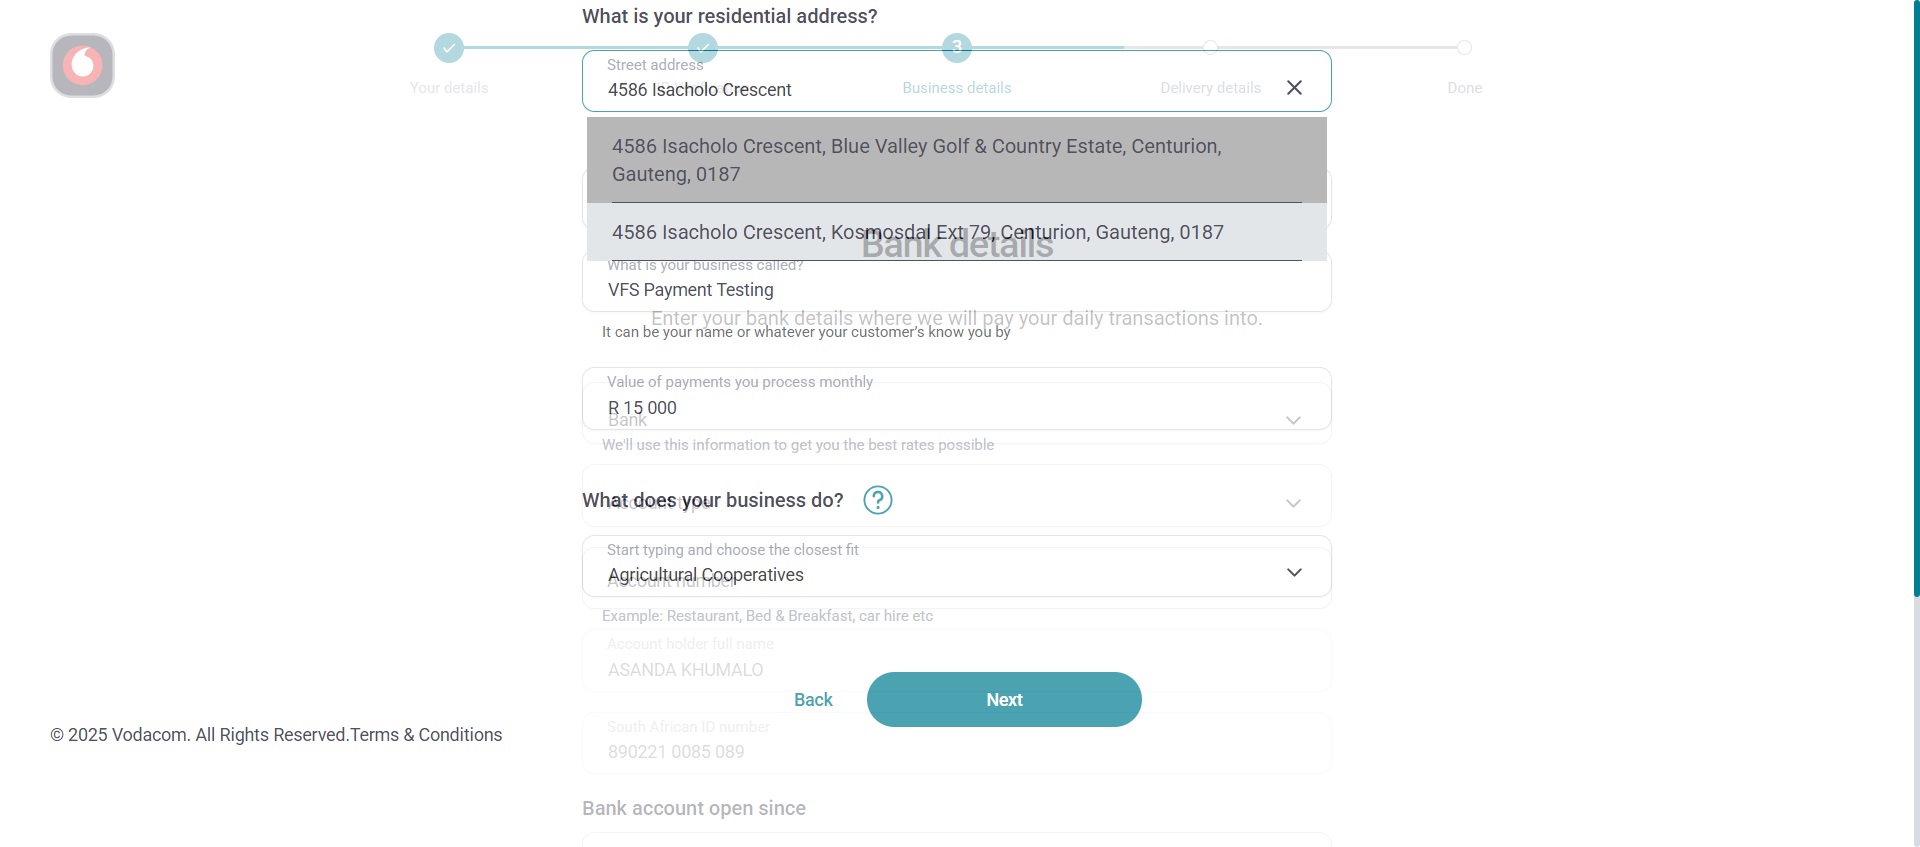 What is your residential address?
3
Street address
4586 Isacholo Crescent
Your details
Business details
Delivery details
Done
4586 Isacholo Crescent, Blue Valley Golf & Country Estate, Centurion,
Gauteng, 0187
4586 Isacholo Crescent, Kosmosdal Ext 79, Centurion, Gauteng, 0187
Bank details
What is your business called?
VFS Payment Testing
Enter your bank details where we will pay your daily transactions into.
It can be your name or whatever your customer's know you by
Value of payments you process monthly
R 15 000
Bank
We'll use this information to get you the best rates possible
What does your business do?
?
Account type
Start typing and choose the closest fit
Agricultural Cooperatives
Account number
Example: Restaurant, Bed & Breakfast, car hire etc
Account holder full name
ASANDA KHUMALO
Back
Next
South African ID number
© 2025 Vodacom. All Rights Reserved.Terms & Conditions
890221 0085 089
Bank account open since